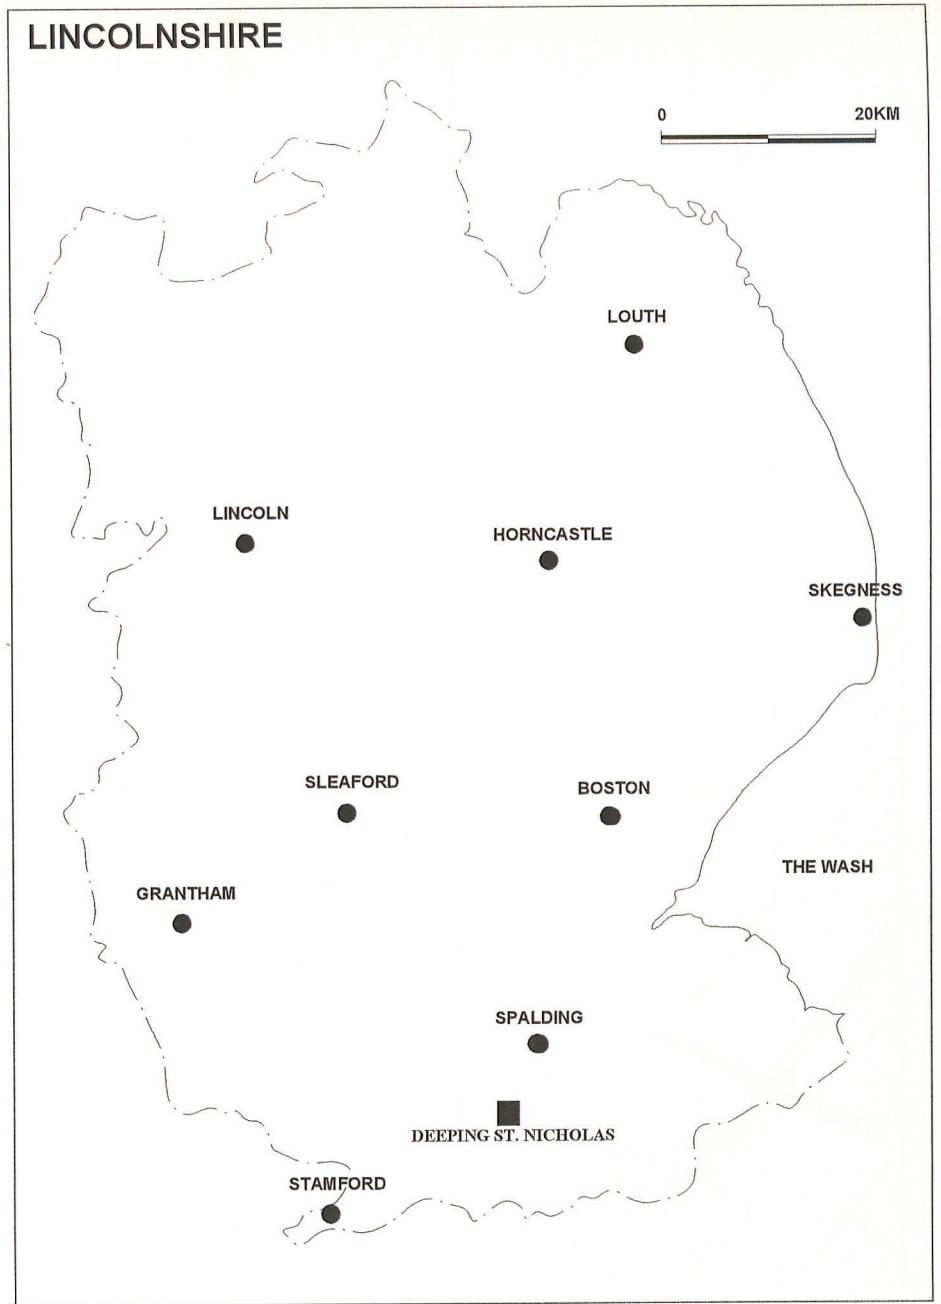 LINCOLNSHIRE
0 20KM
LOUTH
LINCOLN
HORNCASTLE
SKEGNESS
SLEAFORD
BOSTON
THE WASH
GRANTHAM
SPALDING
DEEPING ST. NICHOLAS
STAMFORD